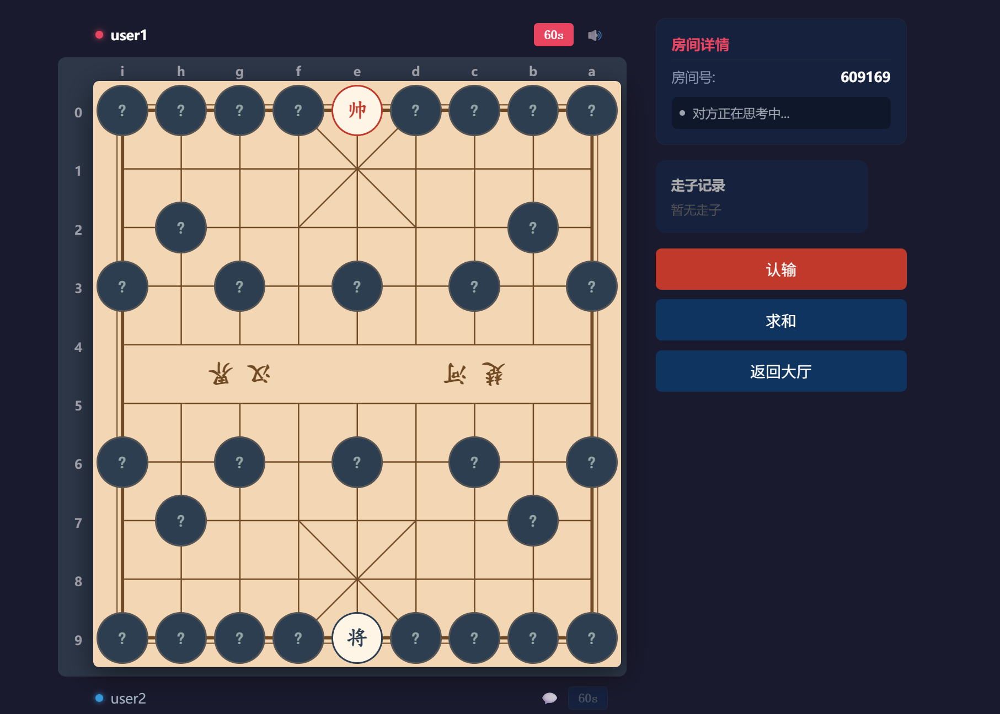 user1 60s
i h g f e d c b a
0 ? ? ? ? 帅 ? ? ? ?
1
2 ? ?
3 ? ? ? ? ?
4
界 汉 河 楚
5
6 ? ? ? ? ?
7 ? ?
8
9 ? ? ? ? 将 ? ? ? ?
user2 60s
房间详情
房间号: 609169
对方正在思考中...
走子记录
暂无走子
认输
求和
返回大厅